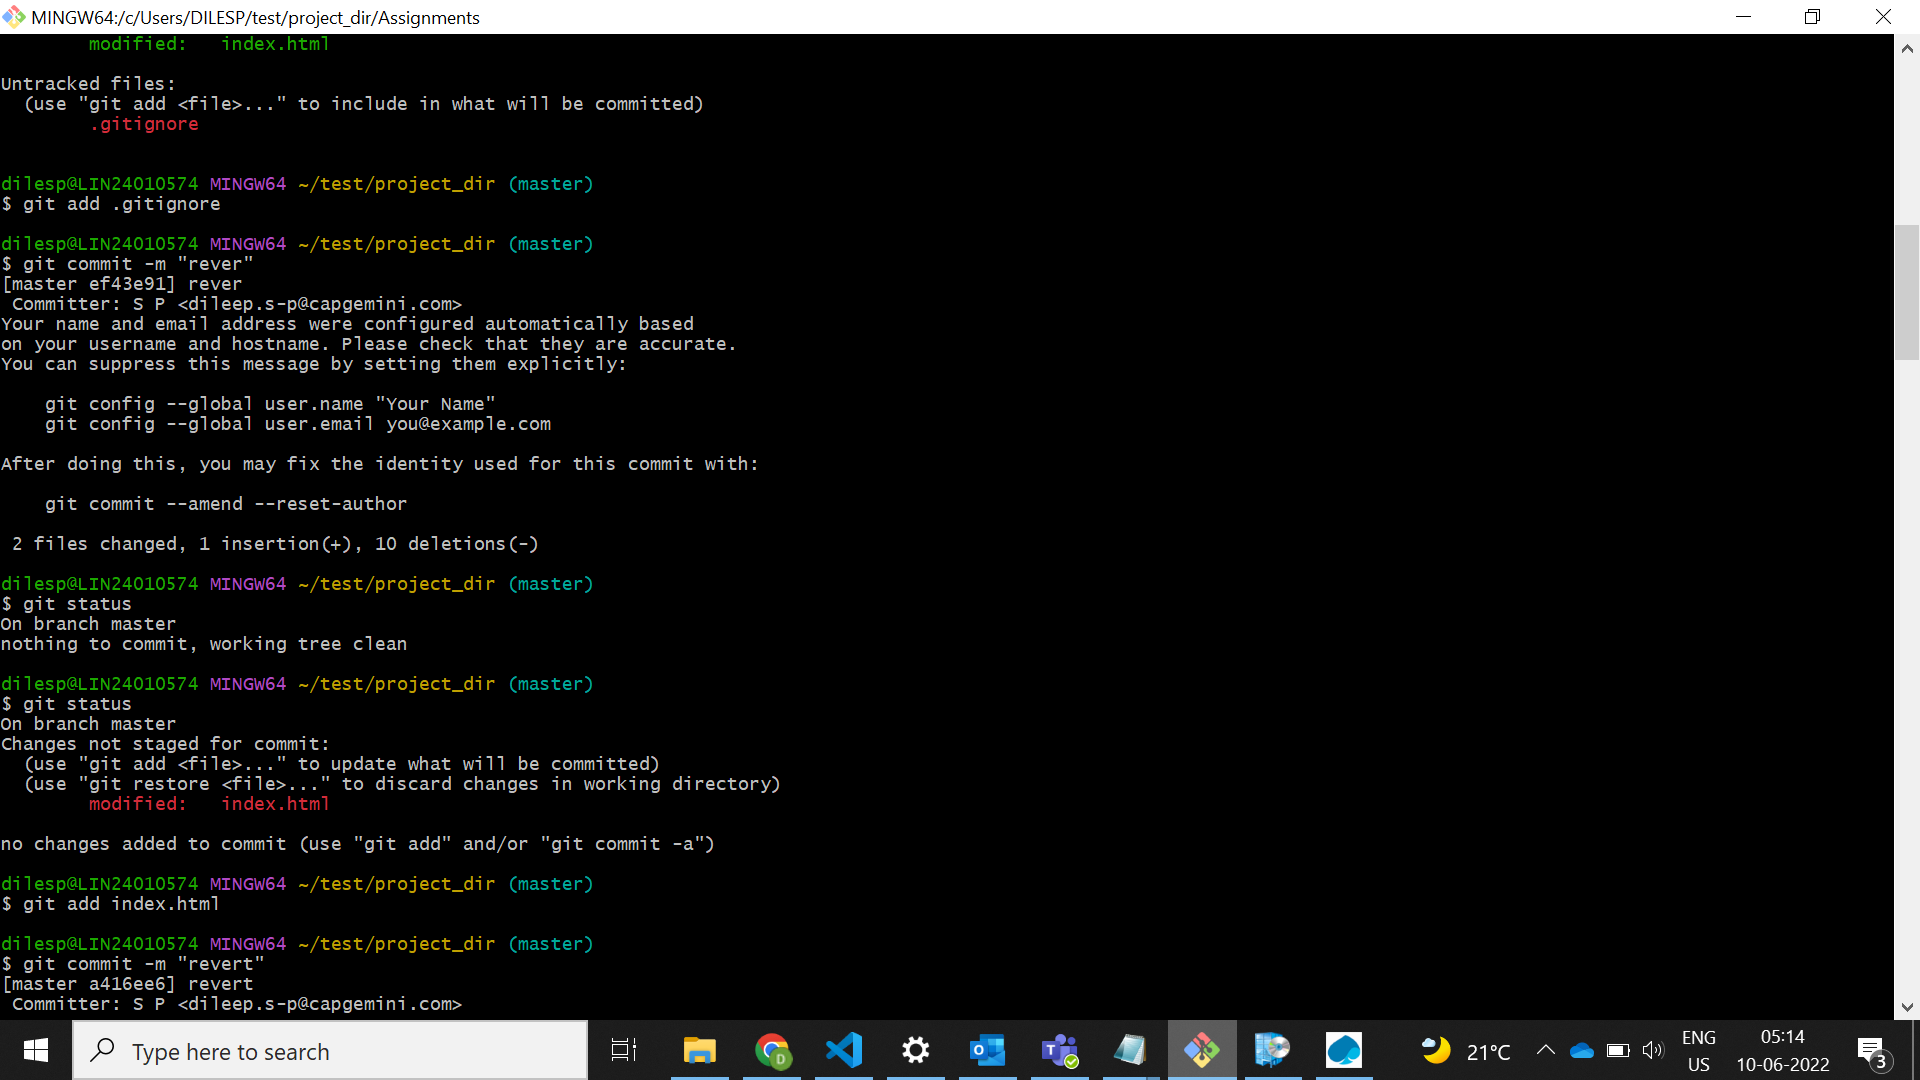 MINGW64:/c/Users/DILESP/test/project_dir/Assignments
modified:   index.html
Untracked files:
(use "git add <file>..." to include in what will be committed)
.gitignore
dilesp@LIN24010574 MINGW64 ~/test/project_dir (master)
$ git add .gitignore
dilesp@LIN24010574 MINGW64 ~/test/project_dir (master)
$ git commit -m "rever"
[master ef43e91] rever
Committer: S P <dileep.s-p@capgemini.com>
Your name and email address were configured automatically based
on your username and hostname. Please check that they are accurate.
You can suppress this message by setting them explicitly:
git config --global user.name "Your Name"
git config --global user.email you@example.com
After doing this, you may fix the identity used for this commit with:
git commit --amend --reset-author
2 files changed, 1 insertion(+), 10 deletions(-)
dilesp@LIN24010574 MINGW64 ~/test/project_dir (master)
$ git status
On branch master
nothing to commit, working tree clean
dilesp@LIN24010574 MINGW64 ~/test/project_dir (master)
$ git status
On branch master
Changes not staged for commit:
(use "git add <file>..." to update what will be committed)
(use "git restore <file>..." to discard changes in working directory)
modified:   index.html
no changes added to commit (use "git add" and/or "git commit -a")
dilesp@LIN24010574 MINGW64 ~/test/project_dir (master)
$ git add index.html
dilesp@LIN24010574 MINGW64 ~/test/project_dir (master)
$ git commit -m "revert"
[master a416ee6] revert
Committer: S P <dileep.s-p@capgemini.com>
Type here to search
D
21°C
ENG
US
05:14
10-06-2022
3